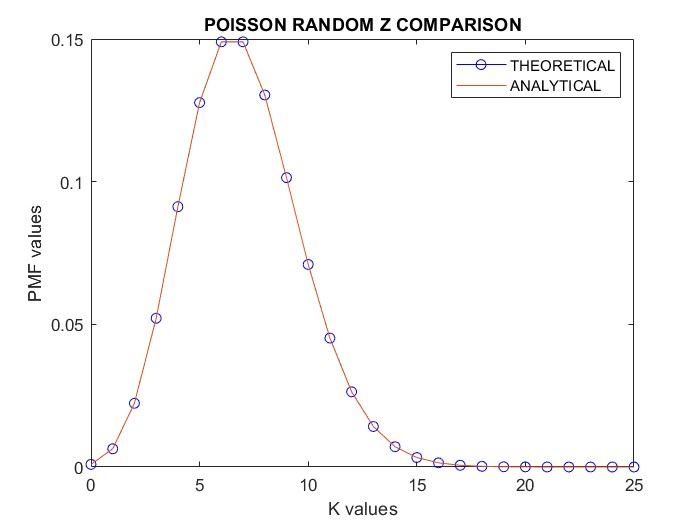 POISSON RANDOM Z COMPARISON
0.15
0.1
0.05
0
PMF values
THEORETICAL
ANALYTICAL
0 5 10 15 20 25
K values